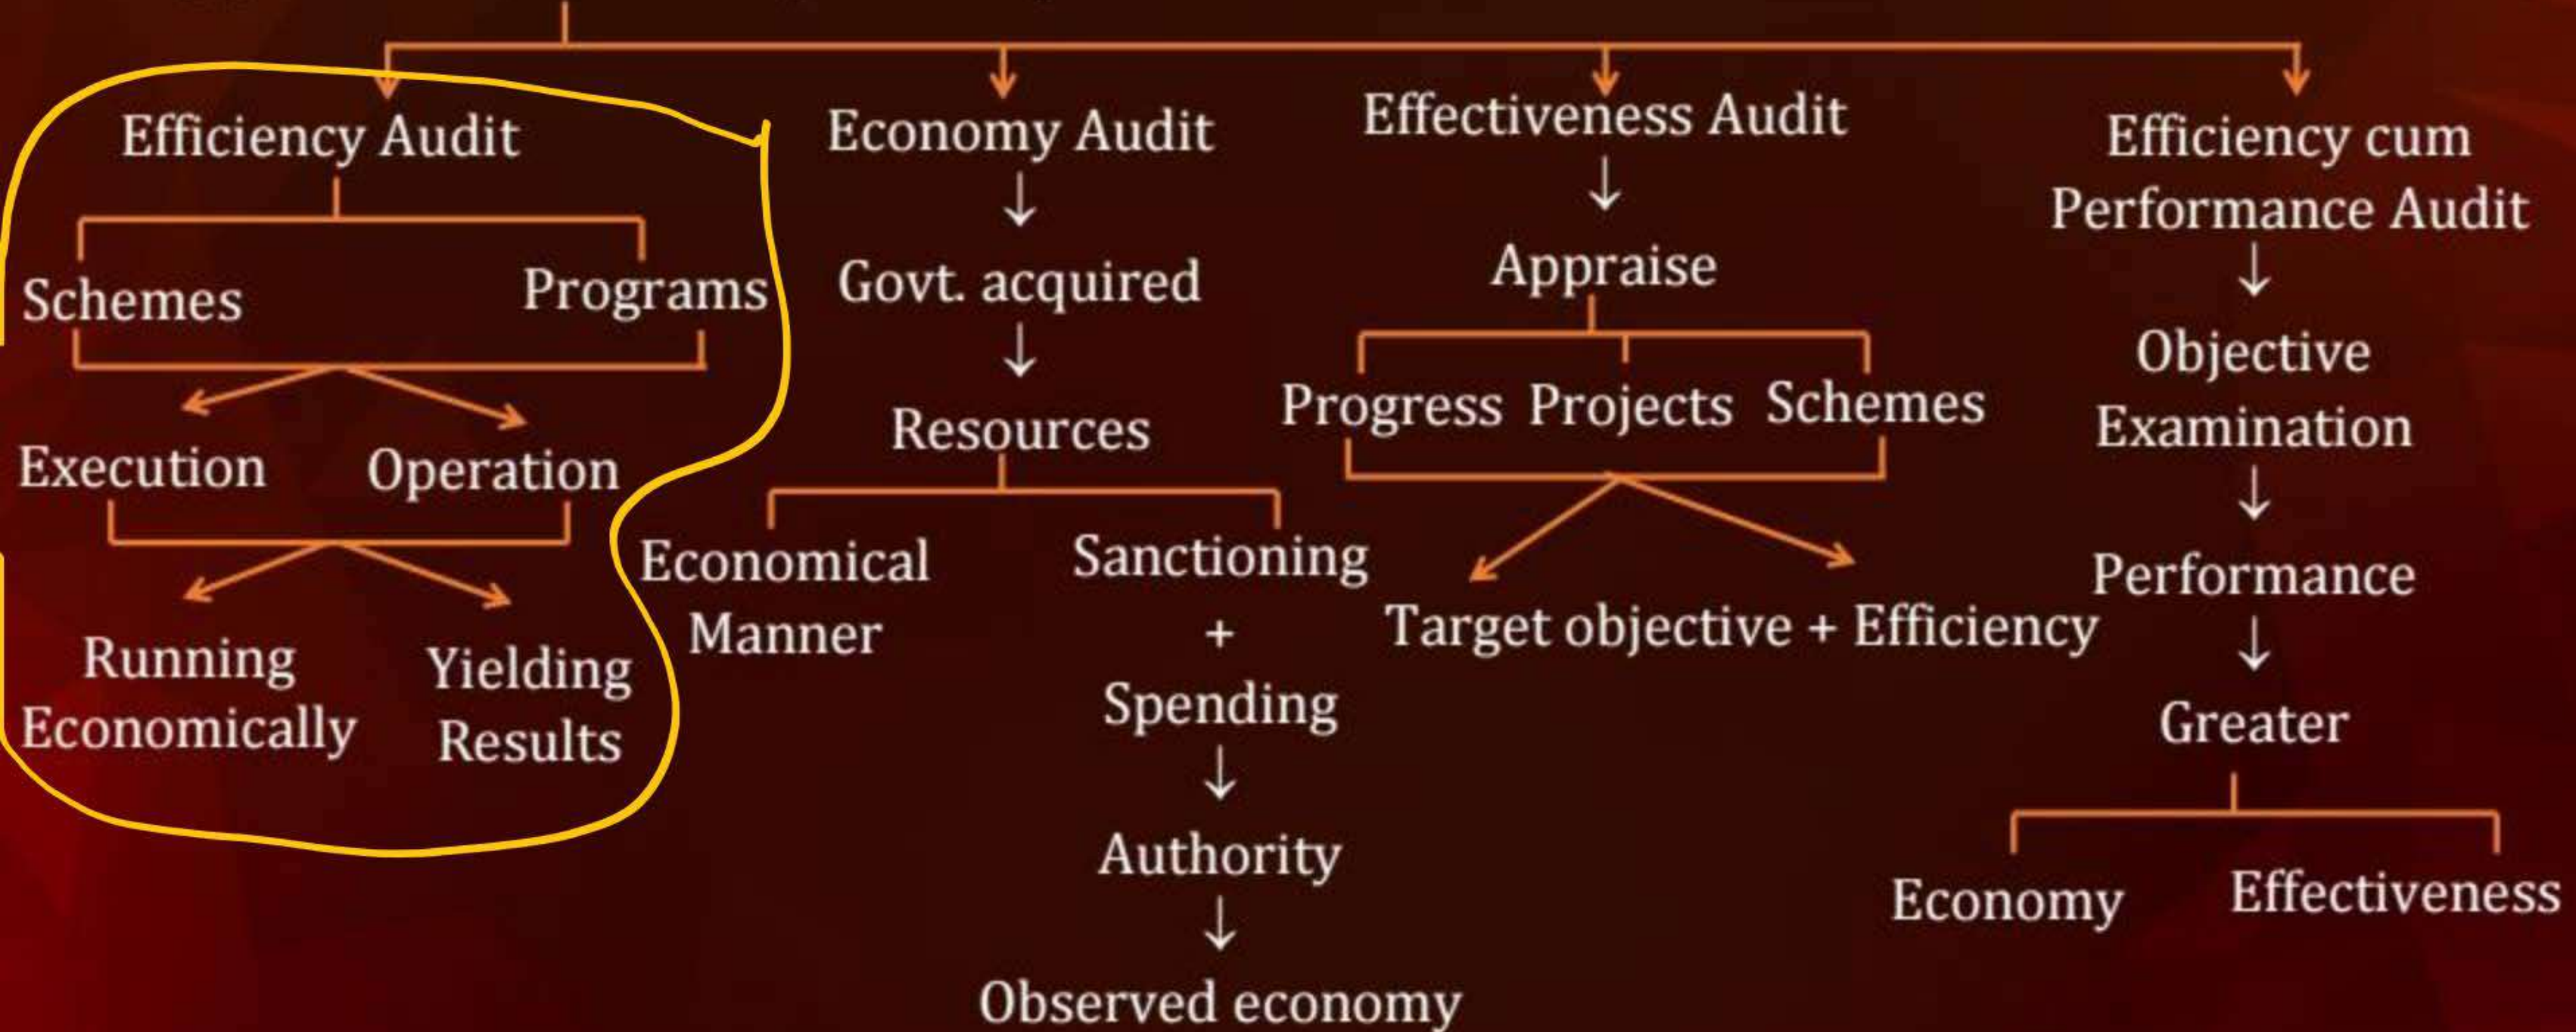 Efficiency Audit
Schemes Programs
Execution Operation
Running
Economically
Yielding
Results
Economy Audit
↓
Govt. acquired
↓
Resources
Economical
Manner
Sanctioning
+
Spending
↓
Authority
↓
Observed economy
Effectiveness Audit
↓
Appraise
Progress Projects Schemes
Target objective + Efficiency
Efficiency cum
Performance Audit
↓
Objective
Examination
↓
Performance
↓
Greater
Economy Effectiveness